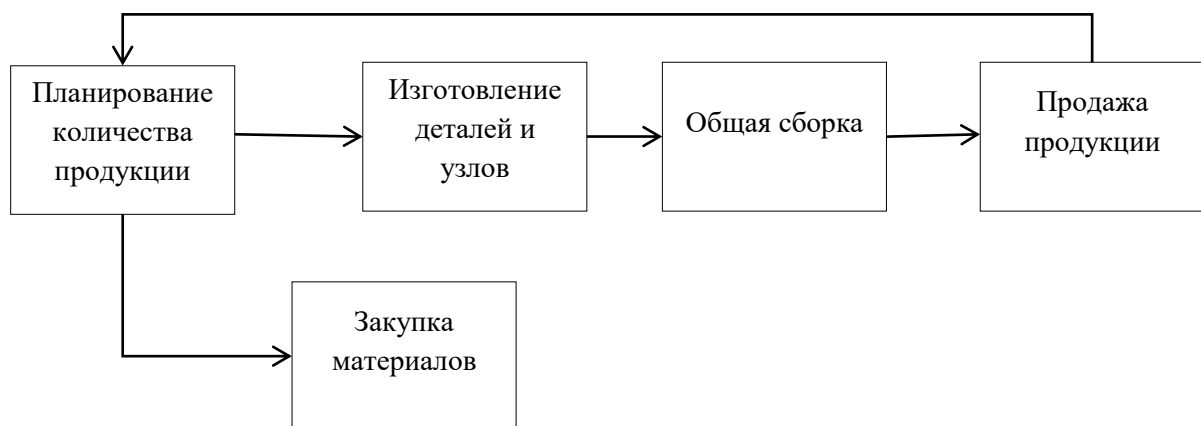 Планирование
количества
продукции
Изготовление
деталей и
узлов
Общая сборка
Продажа
продукции
Закупка
материалов